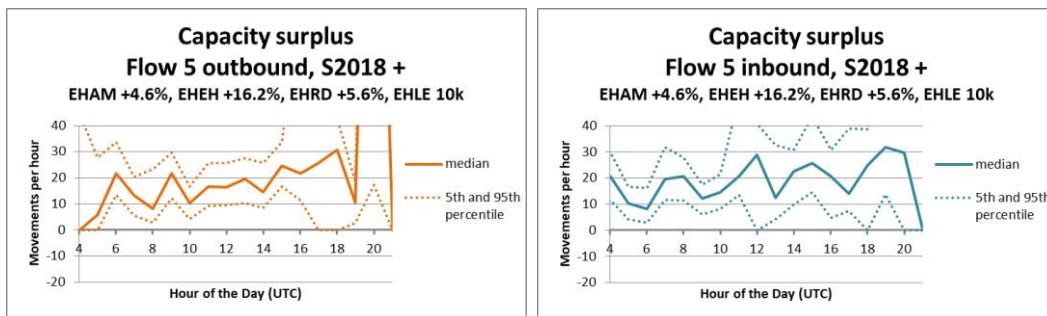 Capacity surplus
Flow 5 outbound, S2018 +
EHAM +4.6%, EHEH +16.2%, EHRD +5.6%, EHLE 10k
Movements per hour
40
30
20
10
0
-10
-20
4
6
8
10
12
14
16
18
20
Hour of the Day (UTC)
median
5th and 95th
percentile
Capacity surplus
Flow 5 inbound, S2018 +
EHAM +4.6%, EHEH +16.2%, EHRD +5.6%, EHLE 10k
Movements per hour
40
30
20
10
0
-10
-20
4
6
8
10
12
14
16
18
20
Hour of the Day (UTC)
median
5th and 95th
percentile